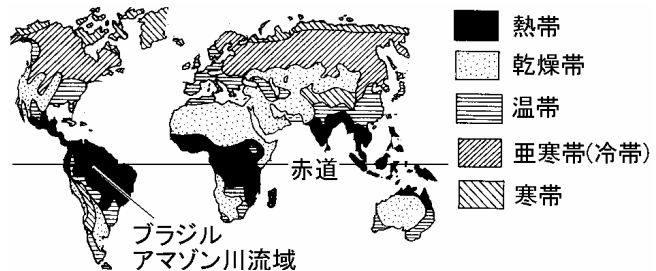 熱帯
乾燥帯
温帯
亜寒帯(冷帯)
寒帯
赤道
ブラジル
アマゾン川流域